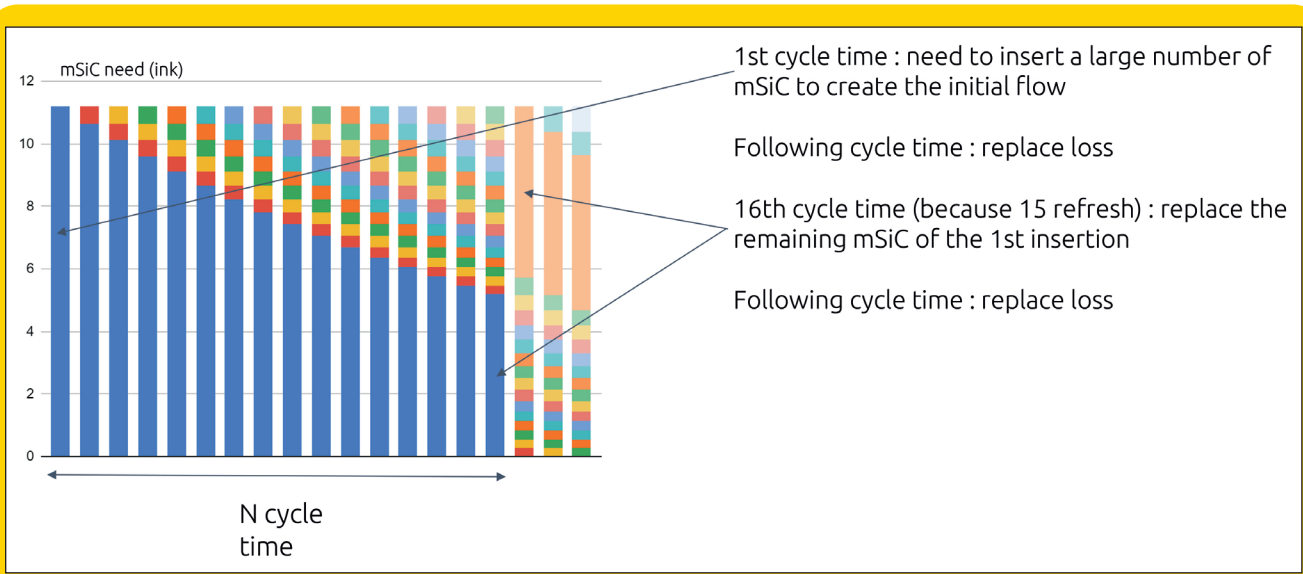 mSiC need (ink)
12
10
8
6
4
2
0
N cycle
time
1st cycle time : need to insert a large number of
mSiC to create the initial flow
Following cycle time : replace loss
16th cycle time (because 15 refresh) : replace the
remaining mSiC of the 1st insertion
Following cycle time : replace loss